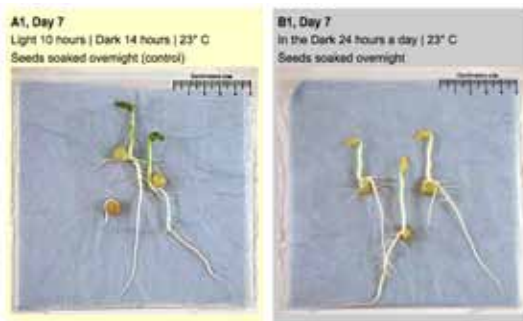 A1, Day 7
Light 10 hours | Dark 14 hours | 23° C
Seeds soaked overnight (control)
B1, Day 7
In the Dark 24 hours a day | 23° C
Seeds soaked overnight